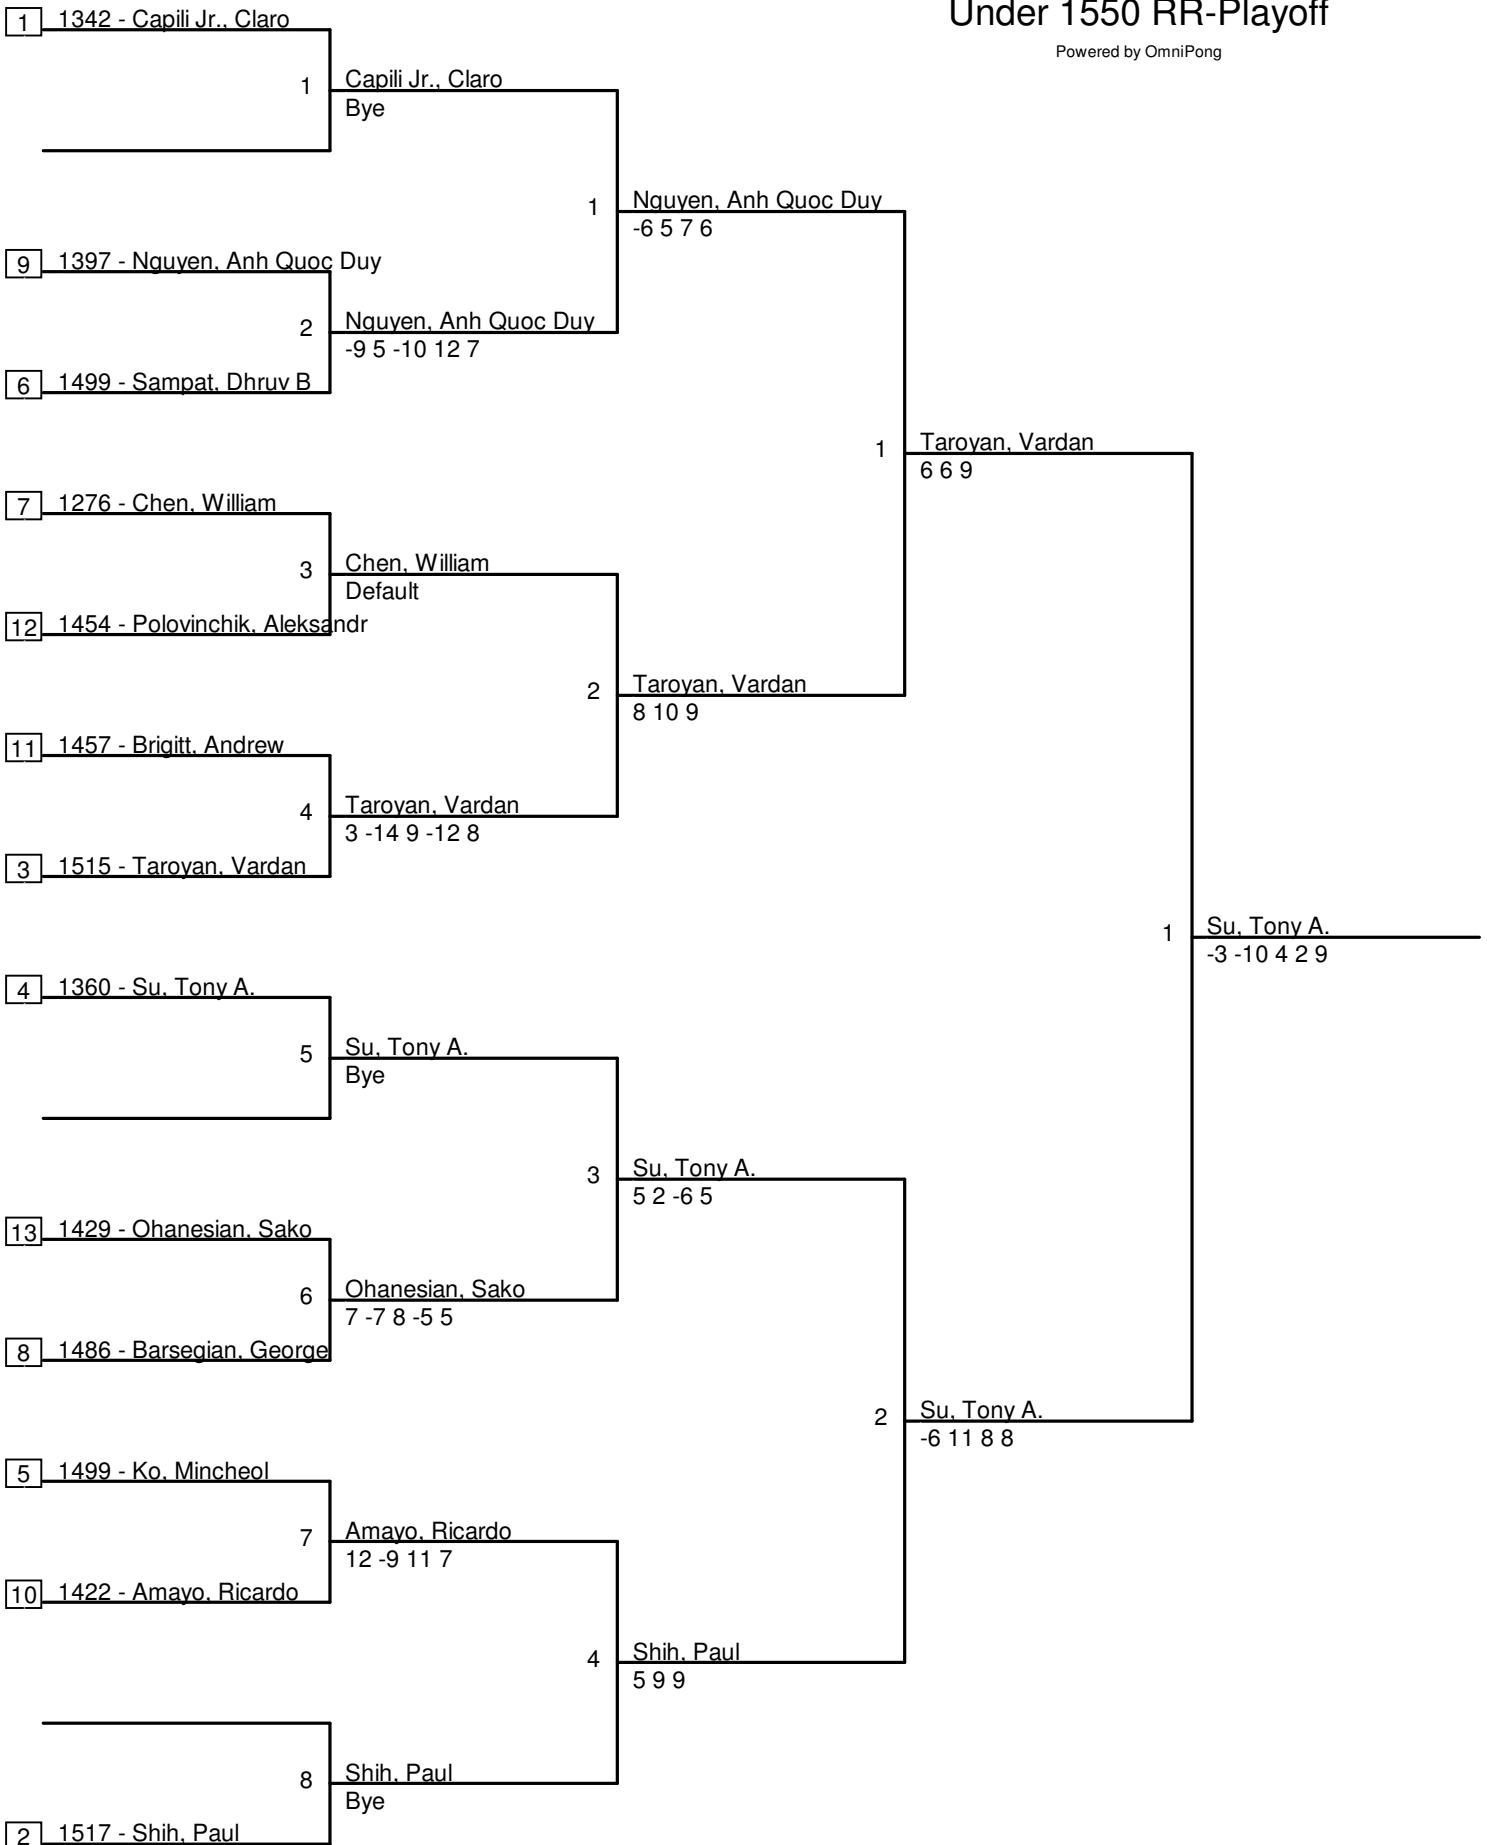 Under 1550 RR-Playoff
Powered by OmniPong
1 1342 - Capili Jr., Claro
1 Capili Jr., Claro
Bye
1 Nguyen, Anh Quoc Duy
-6 5 7 6
9 1397 - Nguyen, Anh Quoc Duy
2 Nguyen, Anh Quoc Duy
-9 5 -10 12 7
6 1499 - Sampat, Dhruv B
1 Taroyan, Vardan
6 6 9
7 1276 - Chen, William
3 Chen, William
Default
12 1454 - Polovinchik, Aleksandr
2 Taroyan, Vardan
8 10 9
11 1457 - Brigitt, Andrew
4 Taroyan, Vardan
3 -14 9 -12 8
3 1515 - Taroyan, Vardan
1 Su, Tony A.
-3 -10 4 2 9
4 1360 - Su, Tony A.
5 Su, Tony A.
Bye
3 Su, Tony A.
5 2 -6 5
13 1429 - Ohanesian, Sako
6 Ohanesian, Sako
7 -7 8 -5 5
8 1486 - Barsegian, George
2 Su, Tony A.
-6 11 8 8
5 1499 - Ko, Mincheol
7 Amayo, Ricardo
12 -9 11 7
10 1422 - Amayo, Ricardo
4 Shih, Paul
5 9 9
8 Shih, Paul
Bye
2 1517 - Shih, Paul